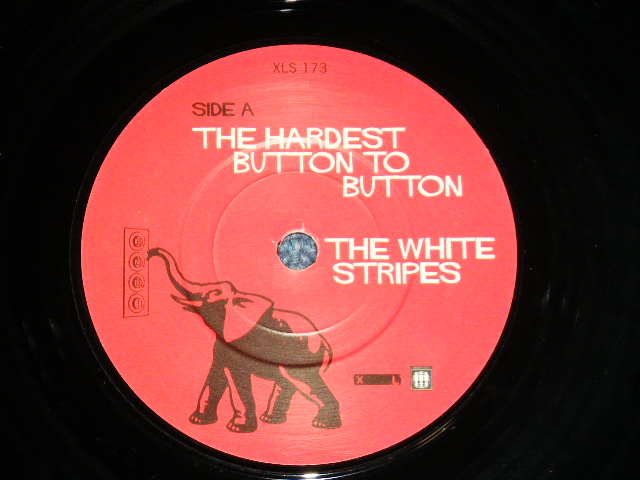 XLS 173
SIDE A
THE HARDEST
BUTTON TO
BUTTON
THE WHITE
STRIPES
X L